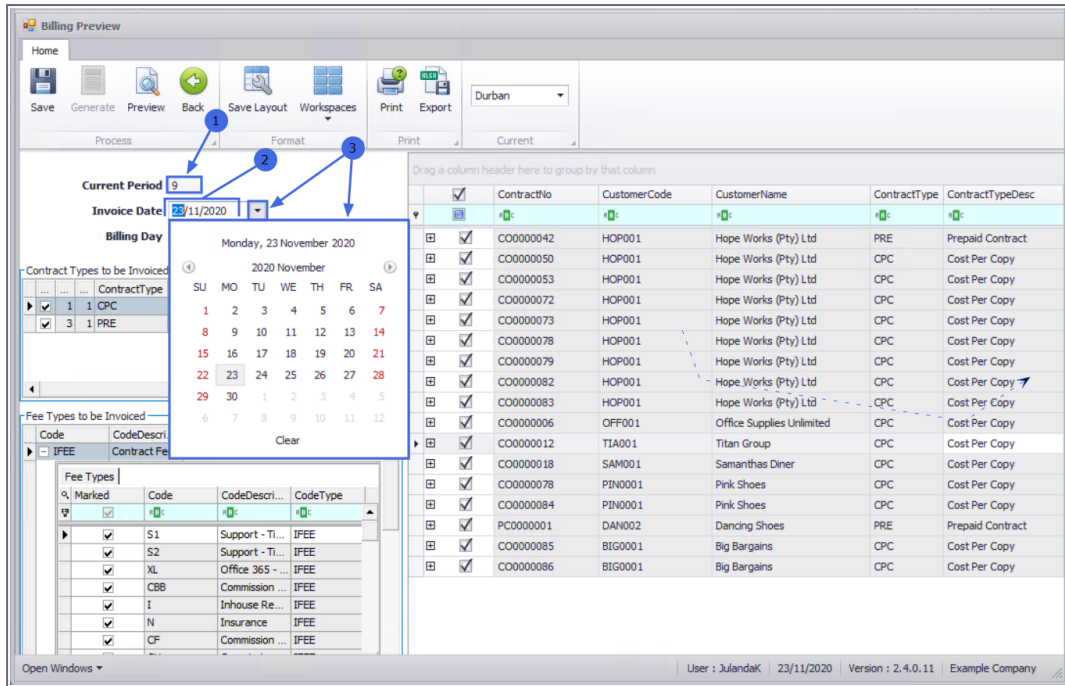 Billing Preview
Home
Save Generate Preview Back Save Layout Workspaces Print Export Durban
Process Format Print Current
1
2
3
Current Period 9
Invoice Date 23/11/2020
Billing Day
Monday, 23 November 2020
2020 November
SU MO TU WE TH FR SA
1 2 3 4 5 6 7
8 9 10 11 12 13 14
15 16 17 18 19 20 21
22 23 24 25 26 27 28
29 30 1 2 3 4 5
6 7 8 9 10 11 12
Clear
Contract Types to be Invoiced
... ... ... ContractType
1 1 CPC
3 1 PRE
Fee Types to be Invoiced
Code CodeDescri...
IFEE Contract Fe
Fee Types
Marked Code CodeDescri... CodeType
S1 Support - Ti... IFEE
S2 Support - Ti... IFEE
XL Office 365 - ... IFEE
CBB Commission ... IFEE
I Inhouse Re... IFEE
N Insurance IFEE
CF Commission ... IFEE
Drag a column header here to group by that column
ContractNo CustomerCode CustomerName ContractType ContractTypeDesc
CO0000042 HOP001 Hope Works (Pty) Ltd PRE Prepaid Contract
CO0000050 HOP001 Hope Works (Pty) Ltd CPC Cost Per Copy
CO0000053 HOP001 Hope Works (Pty) Ltd CPC Cost Per Copy
CO0000072 HOP001 Hope Works (Pty) Ltd CPC Cost Per Copy
CO0000073 HOP001 Hope Works (Pty) Ltd CPC Cost Per Copy
CO0000078 HOP001 Hope Works (Pty) Ltd CPC Cost Per Copy
CO0000079 HOP001 Hope Works (Pty) Ltd CPC Cost Per Copy
CO0000082 HOP001 Hope Works (Pty) Ltd CPC Cost Per Copy
CO0000083 HOP001 Hope Works (Pty) Ltd CPC Cost Per Copy
CO0000006 OFF001 Office Supplies Unlimited CPC Cost Per Copy
CO0000012 TIA001 Titan Group CPC Cost Per Copy
CO0000018 SAM001 Samanthas Diner CPC Cost Per Copy
CO0000078 PIN0001 Pink Shoes CPC Cost Per Copy
CO0000084 PIN0001 Pink Shoes CPC Cost Per Copy
PC0000001 DAN002 Dancing Shoes PRE Prepaid Contract
CO0000085 BIG0001 Big Bargains CPC Cost Per Copy
CO0000086 BIG0001 Big Bargains CPC Cost Per Copy
Open Windows User : JulandaK 23/11/2020 Version : 2.4.0.11 Example Company